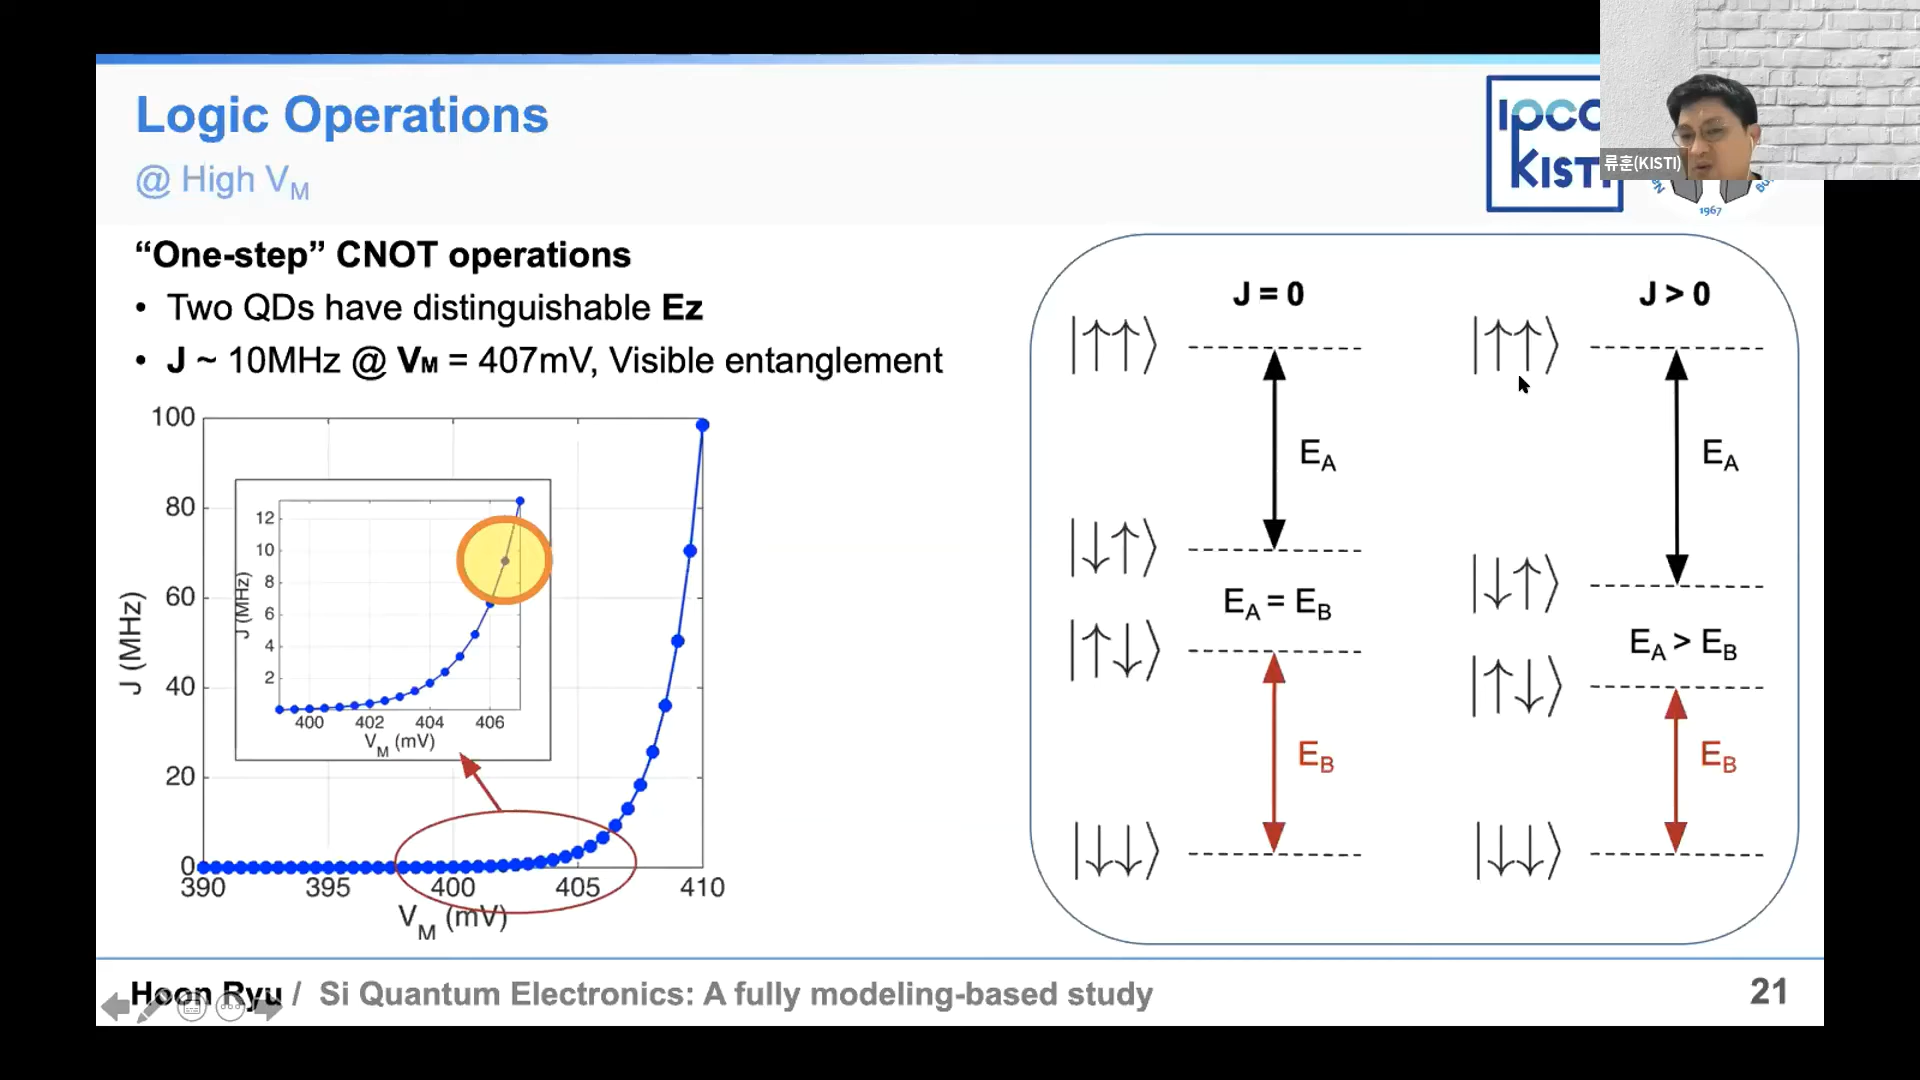 Logic Operations
@ High VM
IPCC
KISTI
류훈(KISTI)
1967
“One-step” CNOT operations
• Two QDs have distinguishable Ez
• J ~ 10MHz @ VM = 407mV, Visible entanglement
100
80
60
40
20
0
J (MHz)
390 395 400 405 410
VM (mV)
12
10
8
6
4
2
J (MHz)
400 402 404 406
VM (mV)
J = 0
|↑↑⟩
EA
|↓↑⟩
EA = EB
|↑↓⟩
EB
|↓↓⟩
J > 0
|↑↑⟩
EA
|↓↑⟩
EA > EB
|↑↓⟩
EB
|↓↓⟩
Hoon Ryu / Si Quantum Electronics: A fully modeling-based study
21